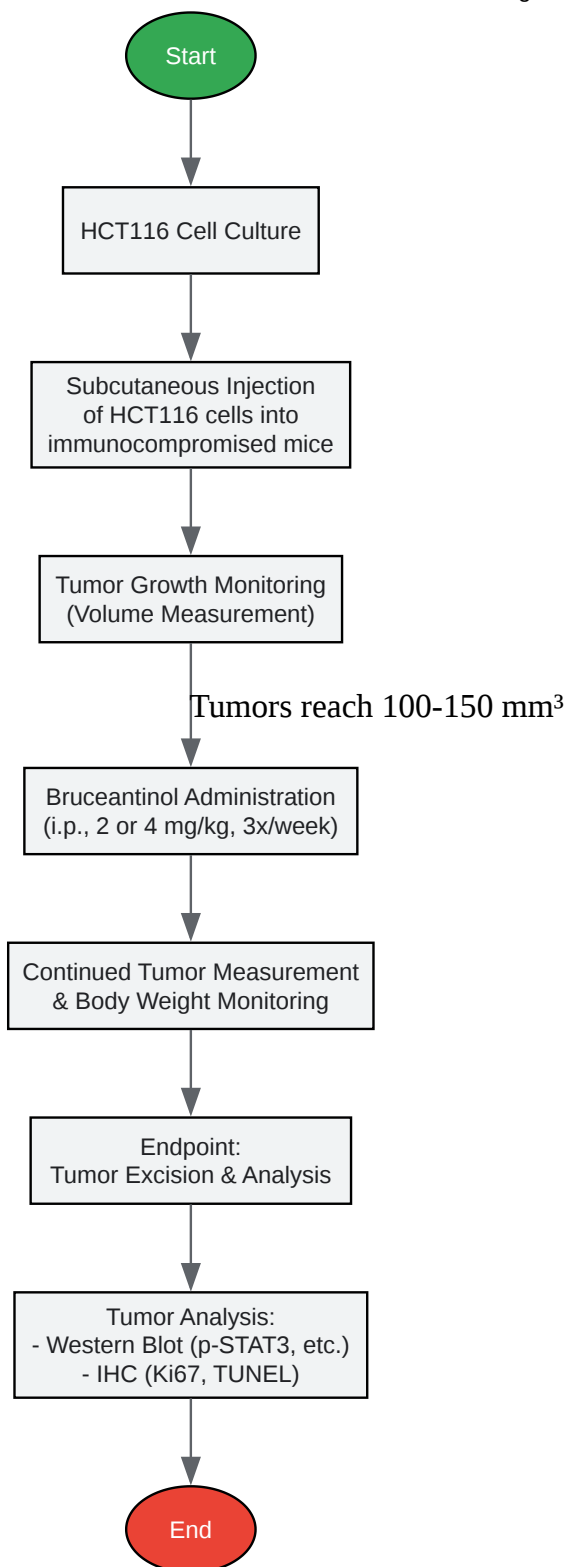 Start
HCT116 Cell Culture
Subcutaneous Injection
of HCT116 cells into
immunocompromised mice
Tumor Growth Monitoring
(Volume Measurement)
Tumors reach 100-150 mm³
Bruceantinol Administration
(i.p., 2 or 4 mg/kg, 3x/week)
Continued Tumor Measurement
& Body Weight Monitoring
Endpoint:
Tumor Excision & Analysis
Tumor Analysis:
- Western Blot (p-STAT3, etc.)
- IHC (Ki67, TUNEL)
End